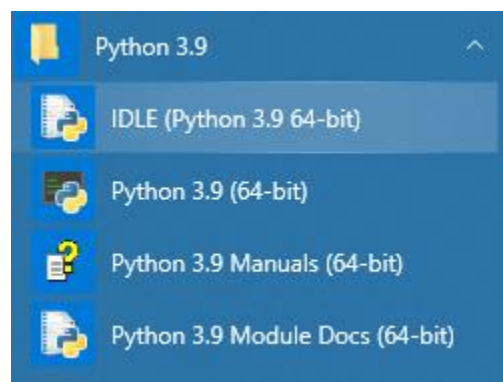 Python 3.9
IDLE (Python 3.9 64-bit)
Python 3.9 (64-bit)
Python 3.9 Manuals (64-bit)
Python 3.9 Module Docs (64-bit)